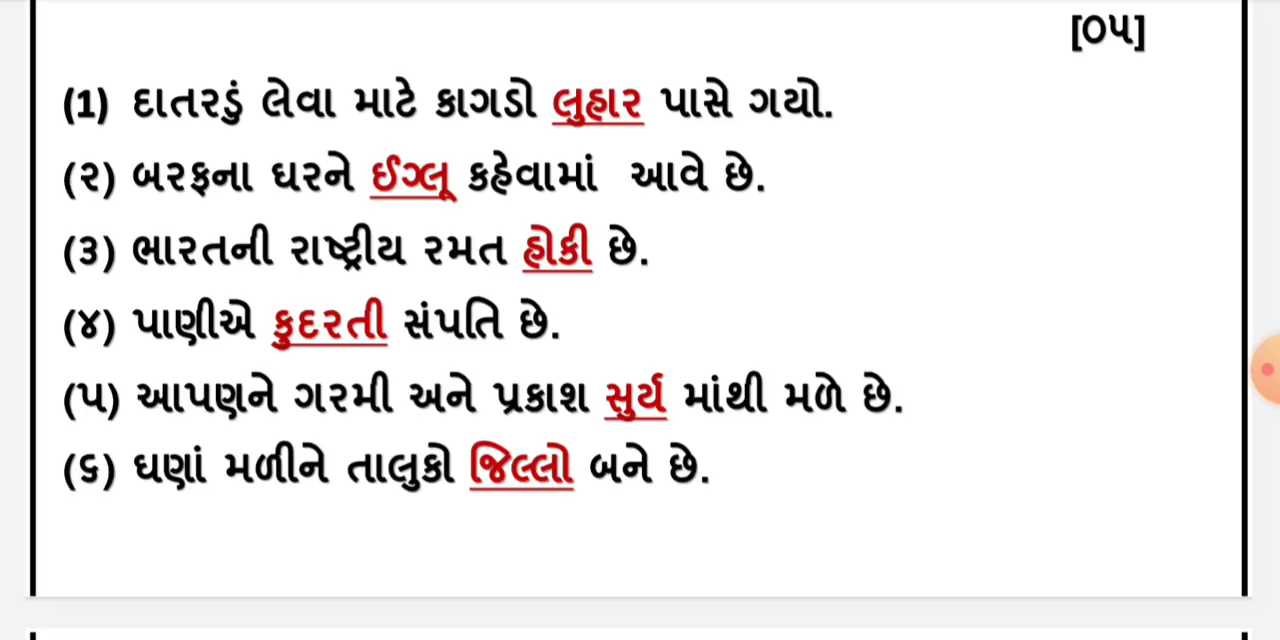 [૦૫]
(1) દાતરડું લેવા માટે કાગડો લુહાર પાસે ગયો.
(૨) બરફના ઘરને ઈગ્લૂ કહેવામાં આવે છે.
(૩) ભારતની રાષ્ટ્રીય રમત હોકી છે.
(૪) પાણીએ કુદરતી સંપતિ છે.
(૫) આપણને ગરમી અને પ્રકાશ સુર્ય માંથી મળે છે.
(૬) ઘણાં મળીને તાલુકો જિલ્લો બને છે.